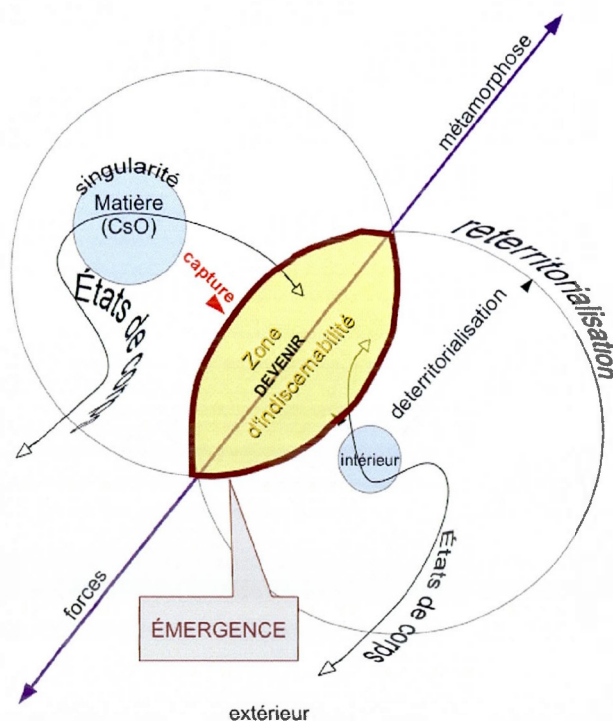 métamorphose
singularité
Matière
(CsO)
capture
États de corps
reterritorialisation
Zone
DEVENIR
d'indiscernabilité
deterritorialisation
intérieur
États de corps
forces
ÉMERGENCE
extérieur